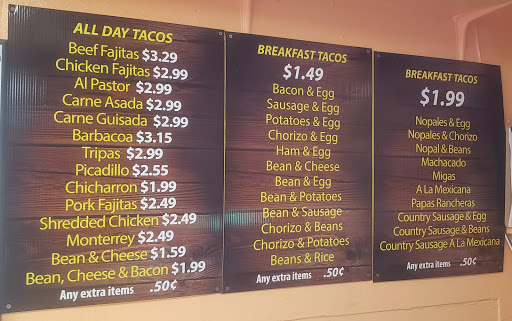 ALL DAY TACOS
Beef Fajitas $3.29
Chicken Fajitas $2.99
Al Pastor $2.99
Carne Asada $2.99
Carne Guisada $2.99
Barbacoa $3.15
Tripas $2.99
Picadillo $2.55
Chicharron $1.99
Pork Fajitas $2.49
Shredded Chicken $2.49
Monterrey $2.49
Bean & Cheese $1.59
Bean, Cheese & Bacon $1.99
Any extra items .50¢
BREAKFAST TACOS
$1.49
Bacon & Egg
Sausage & Egg
Potatoes & Egg
Chorizo & Egg
Ham & Egg
Bean & Cheese
Bean & Egg
Bean & Potatoes
Bean & Sausage
Chorizo & Beans
Chorizo & Potatoes
Beans & Rice
Any extra items .50¢
BREAKFAST TACOS
$1.99
Nopales & Egg
Nopales & Chorizo
Nopal & Beans
Machacado
Migas
A La Mexicana
Papas Rancheras
Country Sausage & Egg
Country Sausage & Beans
Country Sausage A La Mexicana
Any extra items .50¢